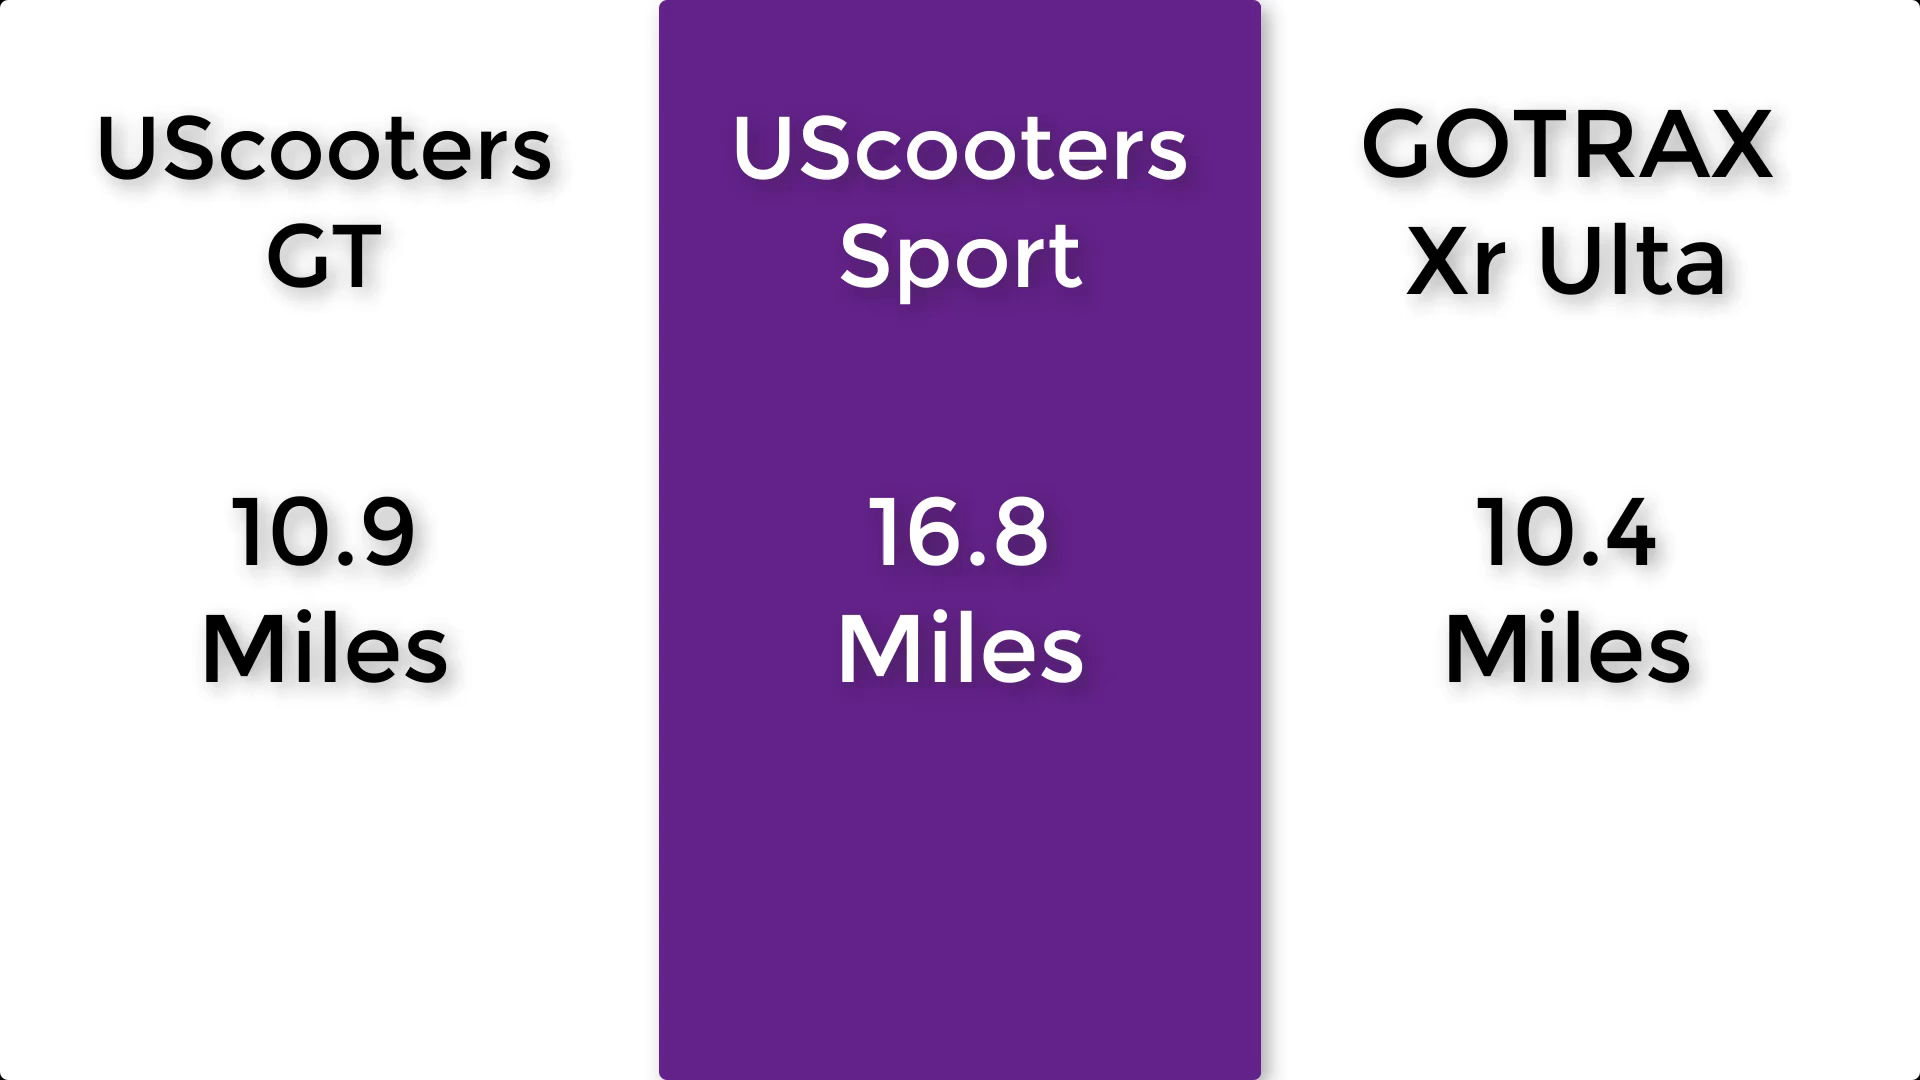 UScooters
GT
10.9
Miles
UScooters
Sport
16.8
Miles
GOTRAX
Xr Ulta
10.4
Miles